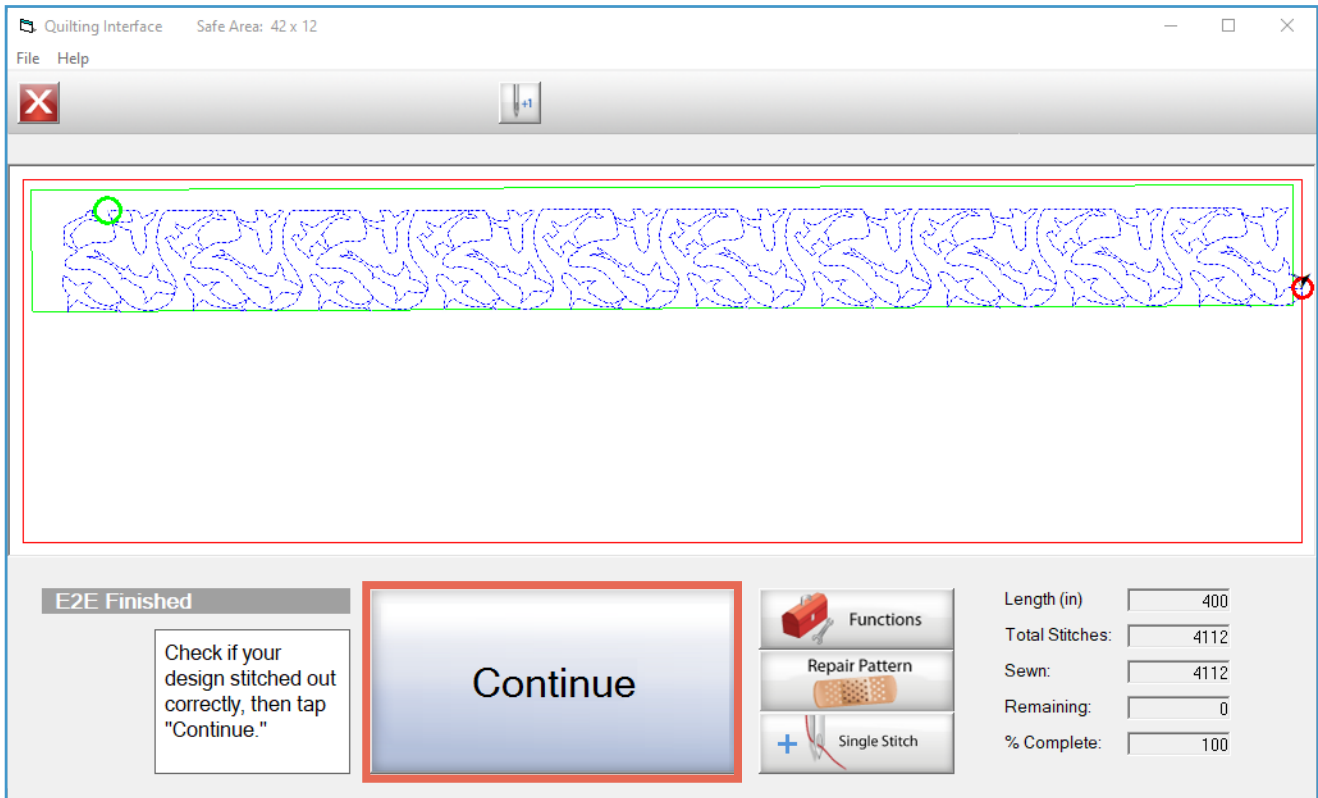 Quilting Interface Safe Area: 42 x 12
File Help
+1
E2E Finished
Check if your
design stitched out
correctly, then tap
"Continue."
Continue
Functions
Repair Pattern
Single Stitch
Length (in) 400
Total Stitches: 4112
Sewn: 4112
Remaining: 0
% Complete: 100